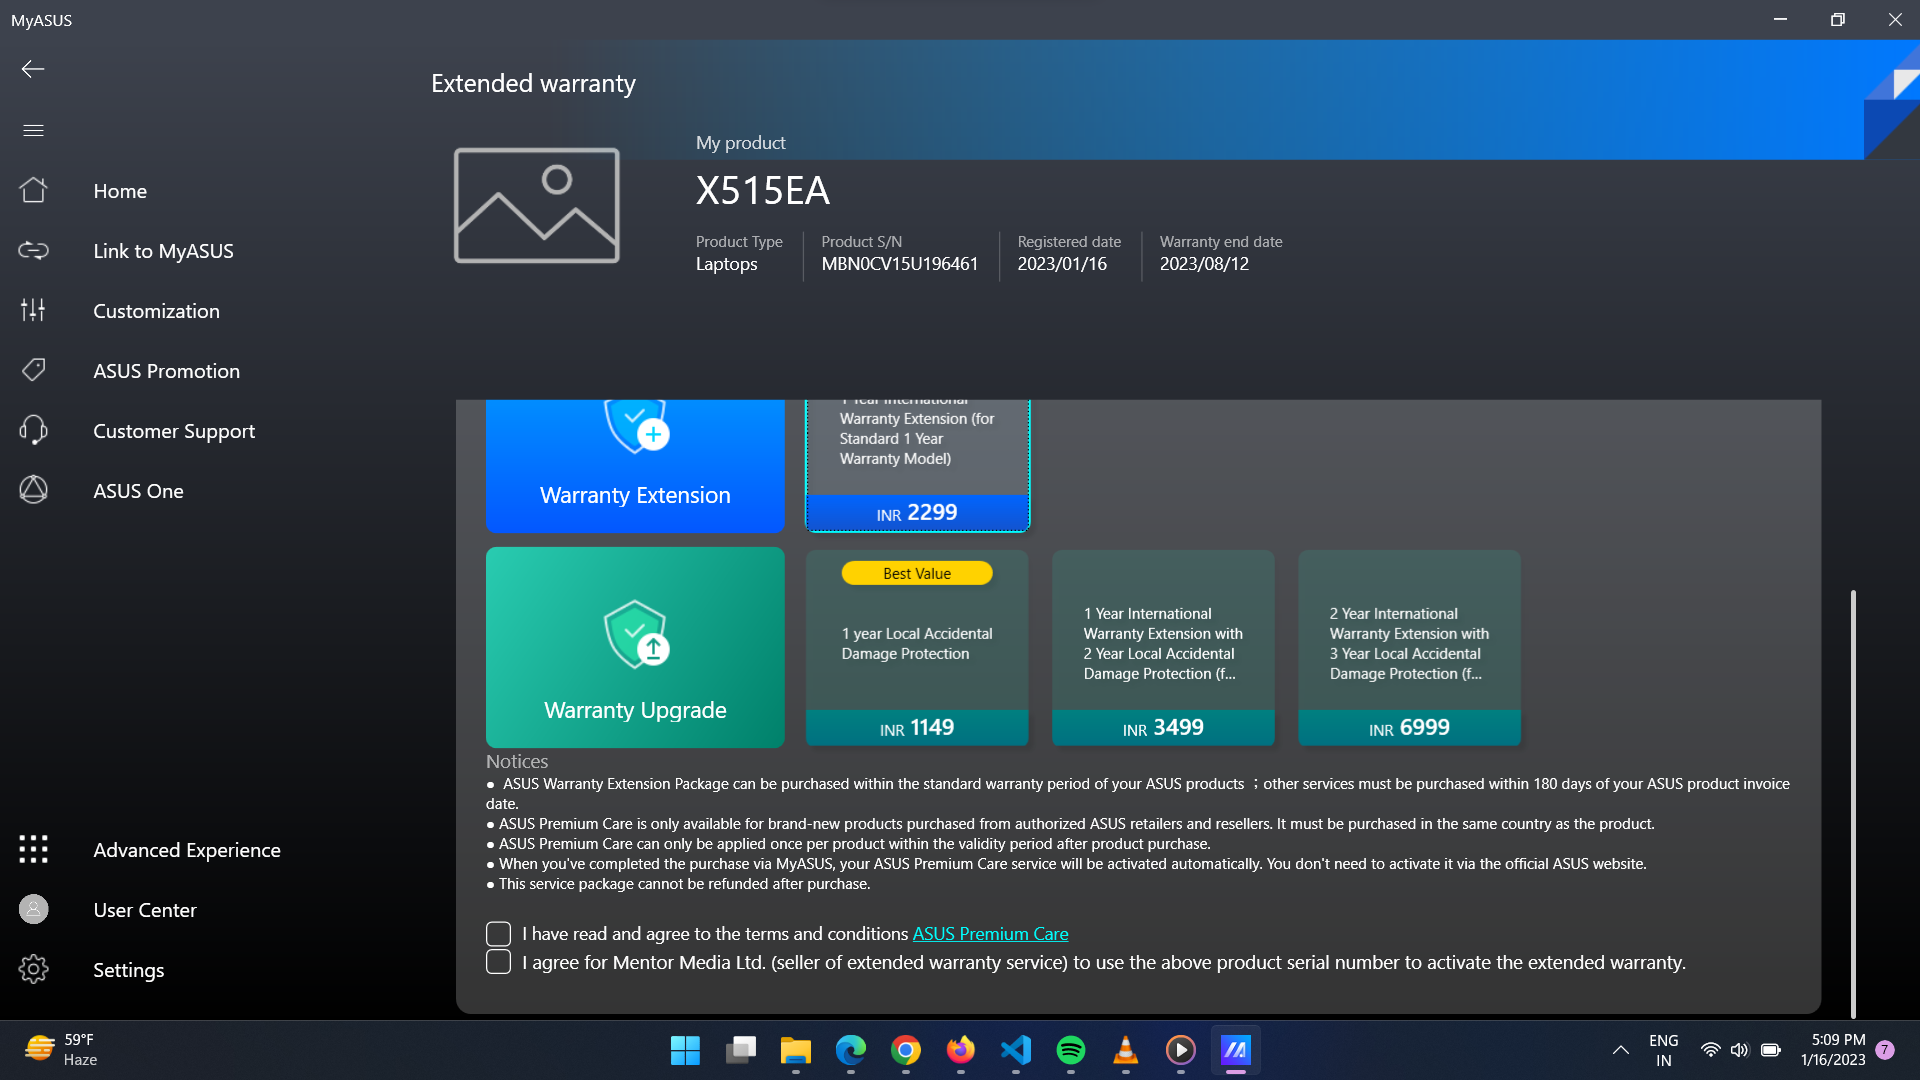 MyASUS
Extended warranty
My product
X515EA
Product Type
Laptops
Product S/N
MBN0CV15U196461
Registered date
2023/01/16
Warranty end date
2023/08/12
Home
Link to MyASUS
Customization
ASUS Promotion
Customer Support
ASUS One
Advanced Experience
User Center
Settings
Warranty Extension
1 Year International
Warranty Extension (for
Standard 1 Year
Warranty Model)
INR 2299
Warranty Upgrade
Best Value
1 year Local Accidental
Damage Protection
INR 1149
1 Year International
Warranty Extension with
2 Year Local Accidental
Damage Protection (f...
INR 3499
2 Year International
Warranty Extension with
3 Year Local Accidental
Damage Protection (f...
INR 6999
Notices
● ASUS Warranty Extension Package can be purchased within the standard warranty period of your ASUS products ；other services must be purchased within 180 days of your ASUS product invoice
date.
● ASUS Premium Care is only available for brand-new products purchased from authorized ASUS retailers and resellers. It must be purchased in the same country as the product.
● ASUS Premium Care can only be applied once per product within the validity period after product purchase.
● When you've completed the purchase via MyASUS, your ASUS Premium Care service will be activated automatically. You don't need to activate it via the official ASUS website.
● This service package cannot be refunded after purchase.
I have read and agree to the terms and conditions ASUS Premium Care
I agree for Mentor Media Ltd. (seller of extended warranty service) to use the above product serial number to activate the extended warranty.
59°F
Haze
ENG
IN
5:09 PM
1/16/2023
7